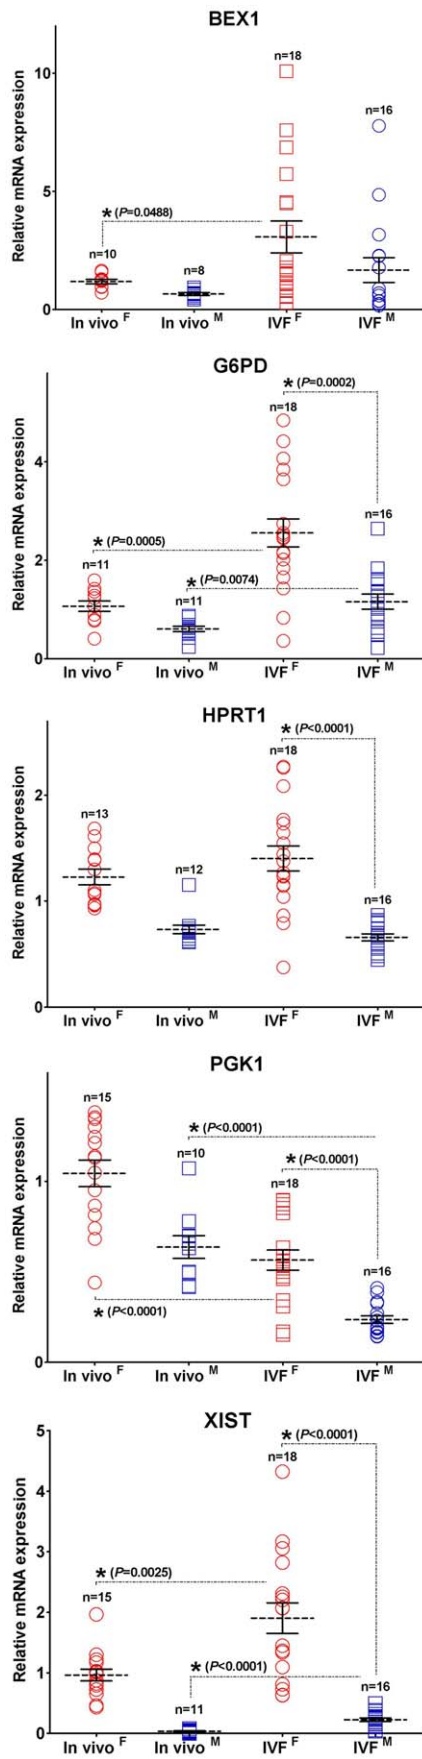 BEX1
Relative mRNA expression
10
5
0
n=18
n=16
* (P=0.0488)
n=10
n=8
In vivo F
In vivo M
IVF F
IVF M
G6PD
Relative mRNA expression
4
2
0
* (P=0.0002)
n=18
n=16
* (P=0.0005)
n=11
* (P=0.0074)
n=11
In vivo F
In vivo M
IVF F
IVF M
HPRT1
Relative mRNA expression
2
1
0
* (P<0.0001)
n=18
n=13
n=12
n=16
In vivo F
In vivo M
IVF F
IVF M
PGK1
Relative mRNA expression
1
0
n=15
* (P<0.0001)
n=10
* (P<0.0001)
n=18
n=16
* (P<0.0001)
In vivo F
In vivo M
IVF F
IVF M
XIST
Relative mRNA expression
5
4
3
2
1
0
* (P<0.0001)
n=18
* (P=0.0025)
n=15
* (P<0.0001)
n=11
n=16
In vivo F
In vivo M
IVF F
IVF M